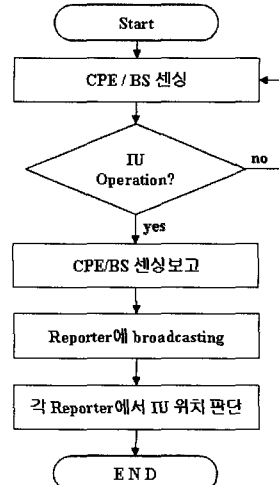 Start
CPE / BS 센싱
IU
Operation?
no
yes
CPE/BS 센싱보고
Reporter에 broadcasting
각 Reporter에서 IU 위치 판단
E N D